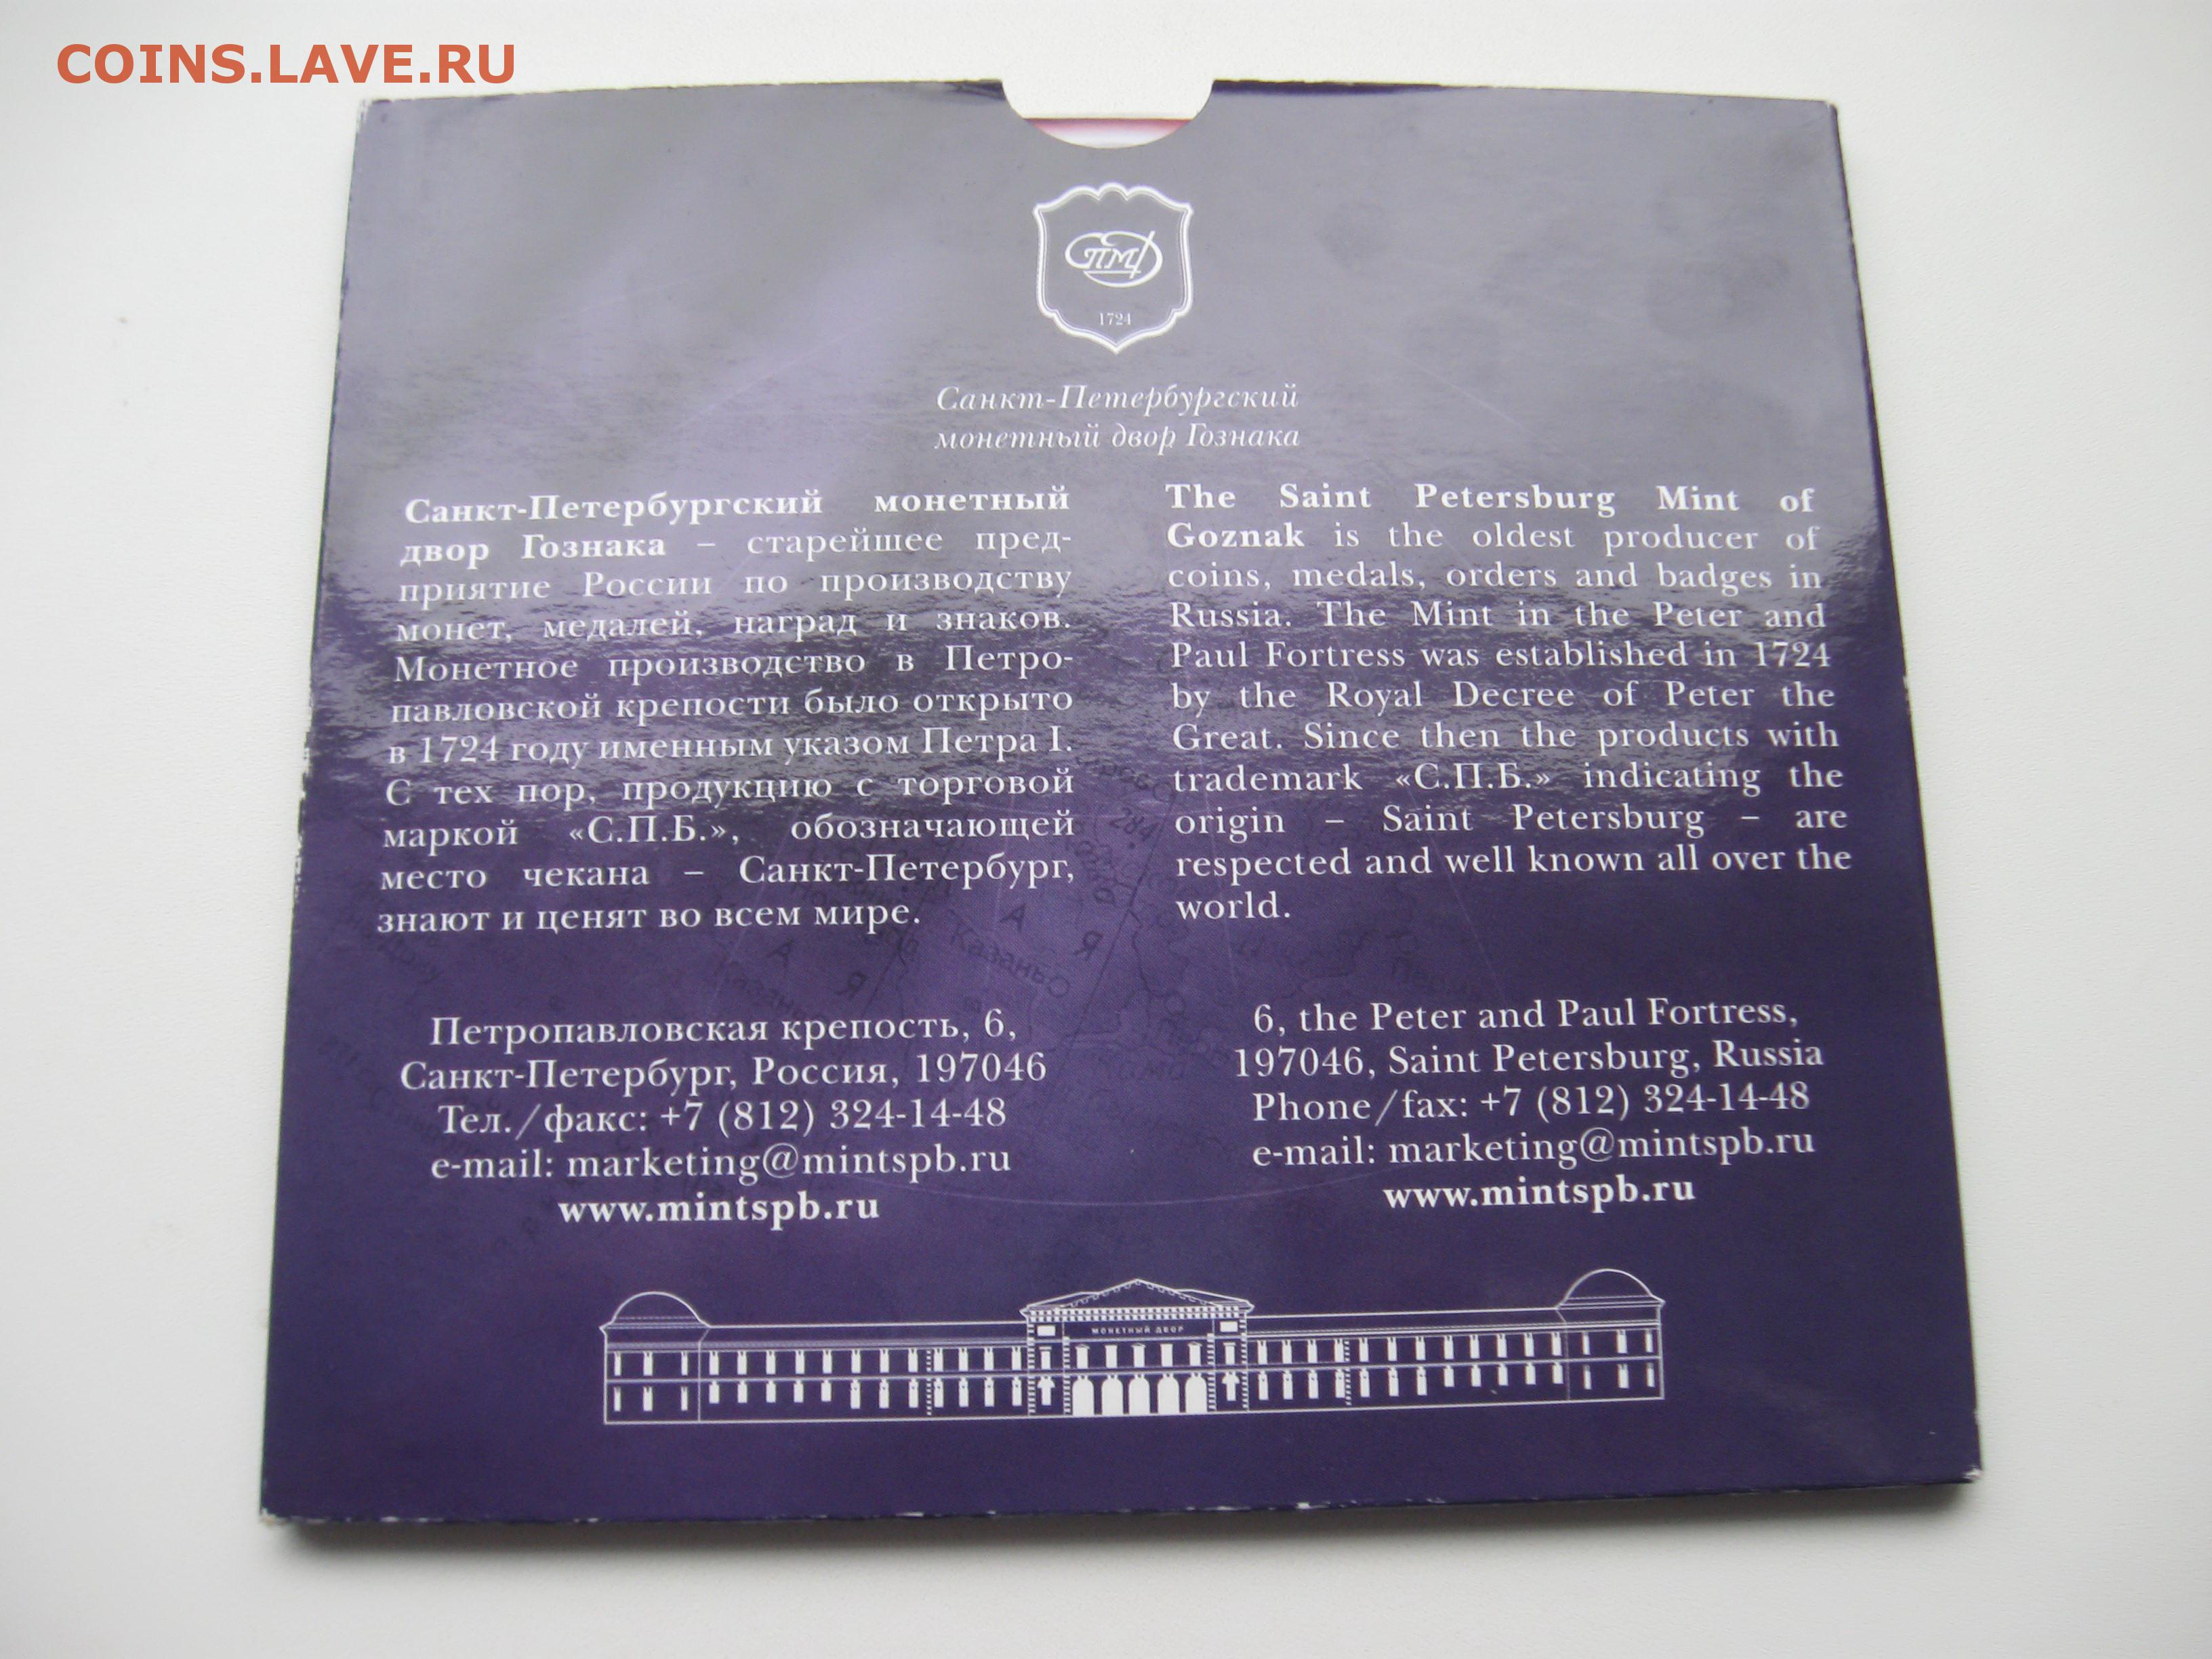 COINS.LAVE.RU
СПМД
1724
Санкт-Петербургский
монетный двор Гознака
Санкт-Петербургский монетный
двор Гознака – старейшее пред-
приятие России по производству
монет, медалей, наград и знаков.
Монетное производство в Петро-
павловской крепости было открыто
в 1724 году именным указом Петра I.
С тех пор, продукцию с торговой
маркой «С.П.Б.», обозначающей
место чекана – Санкт-Петербург,
знают и ценят во всем мире.
Петропавловская крепость, 6,
Санкт-Петербург, Россия, 197046
Тел./факс: +7 (812) 324-14-48
e-mail: marketing@mintspb.ru
www.mintspb.ru
The Saint Petersburg Mint of
Goznak is the oldest producer of
coins, medals, orders and badges in
Russia. The Mint in the Peter and
Paul Fortress was established in 1724
by the Royal Decree of Peter the
Great. Since then the products with
trademark «С.П.Б.» indicating the
origin – Saint Petersburg – are
respected and well known all over the
world.
6, the Peter and Paul Fortress,
197046, Saint Petersburg, Russia
Phone/fax: +7 (812) 324-14-48
e-mail: marketing@mintspb.ru
www.mintspb.ru
МОНЕТНЫЙ ДВОР